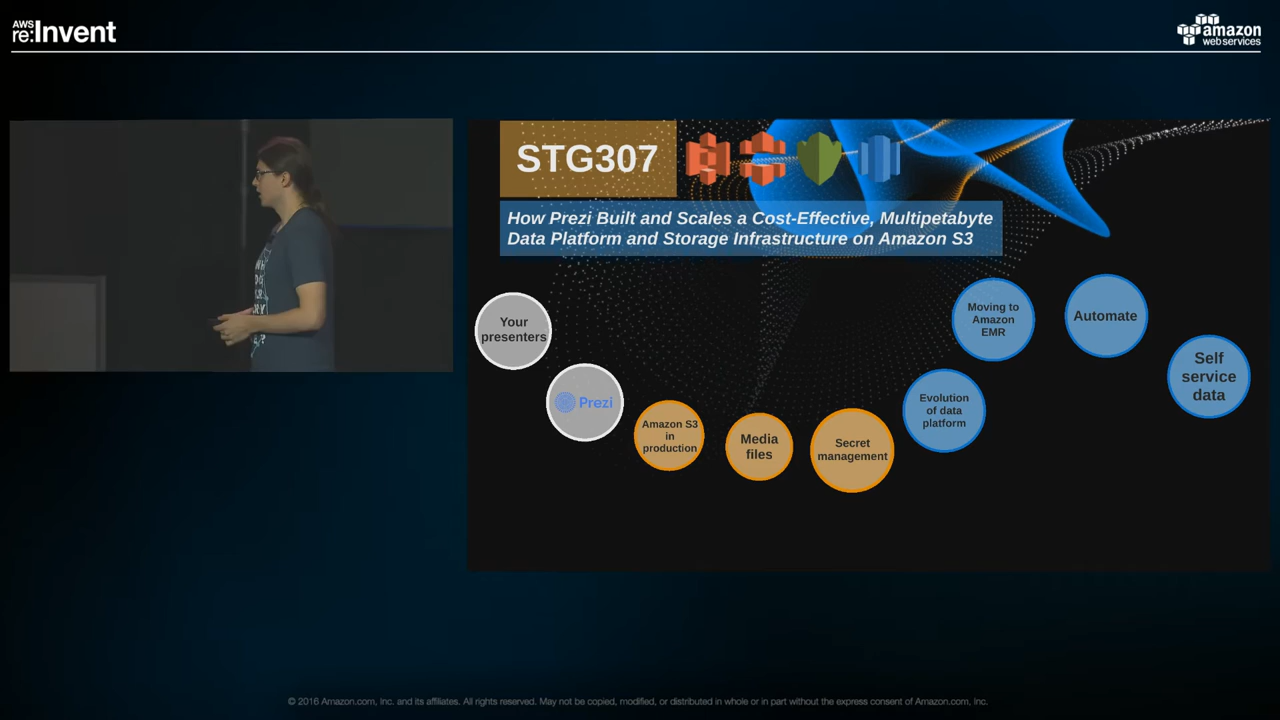 AWS
re:Invent
amazon
web services
STG307
How Prezi Built and Scales a Cost-Effective, Multipetabyte
Data Platform and Storage Infrastructure on Amazon S3
Your
presenters
Prezi
Amazon S3
in
production
Media
files
Secret
management
Evolution
of data
platform
Moving to
Amazon
EMR
Automate
Self
service
data
© 2016 Amazon.com, Inc. and its affiliates. All rights reserved. May not be copied, modified, or distributed in whole or in part without the express consent of Amazon.com, Inc.